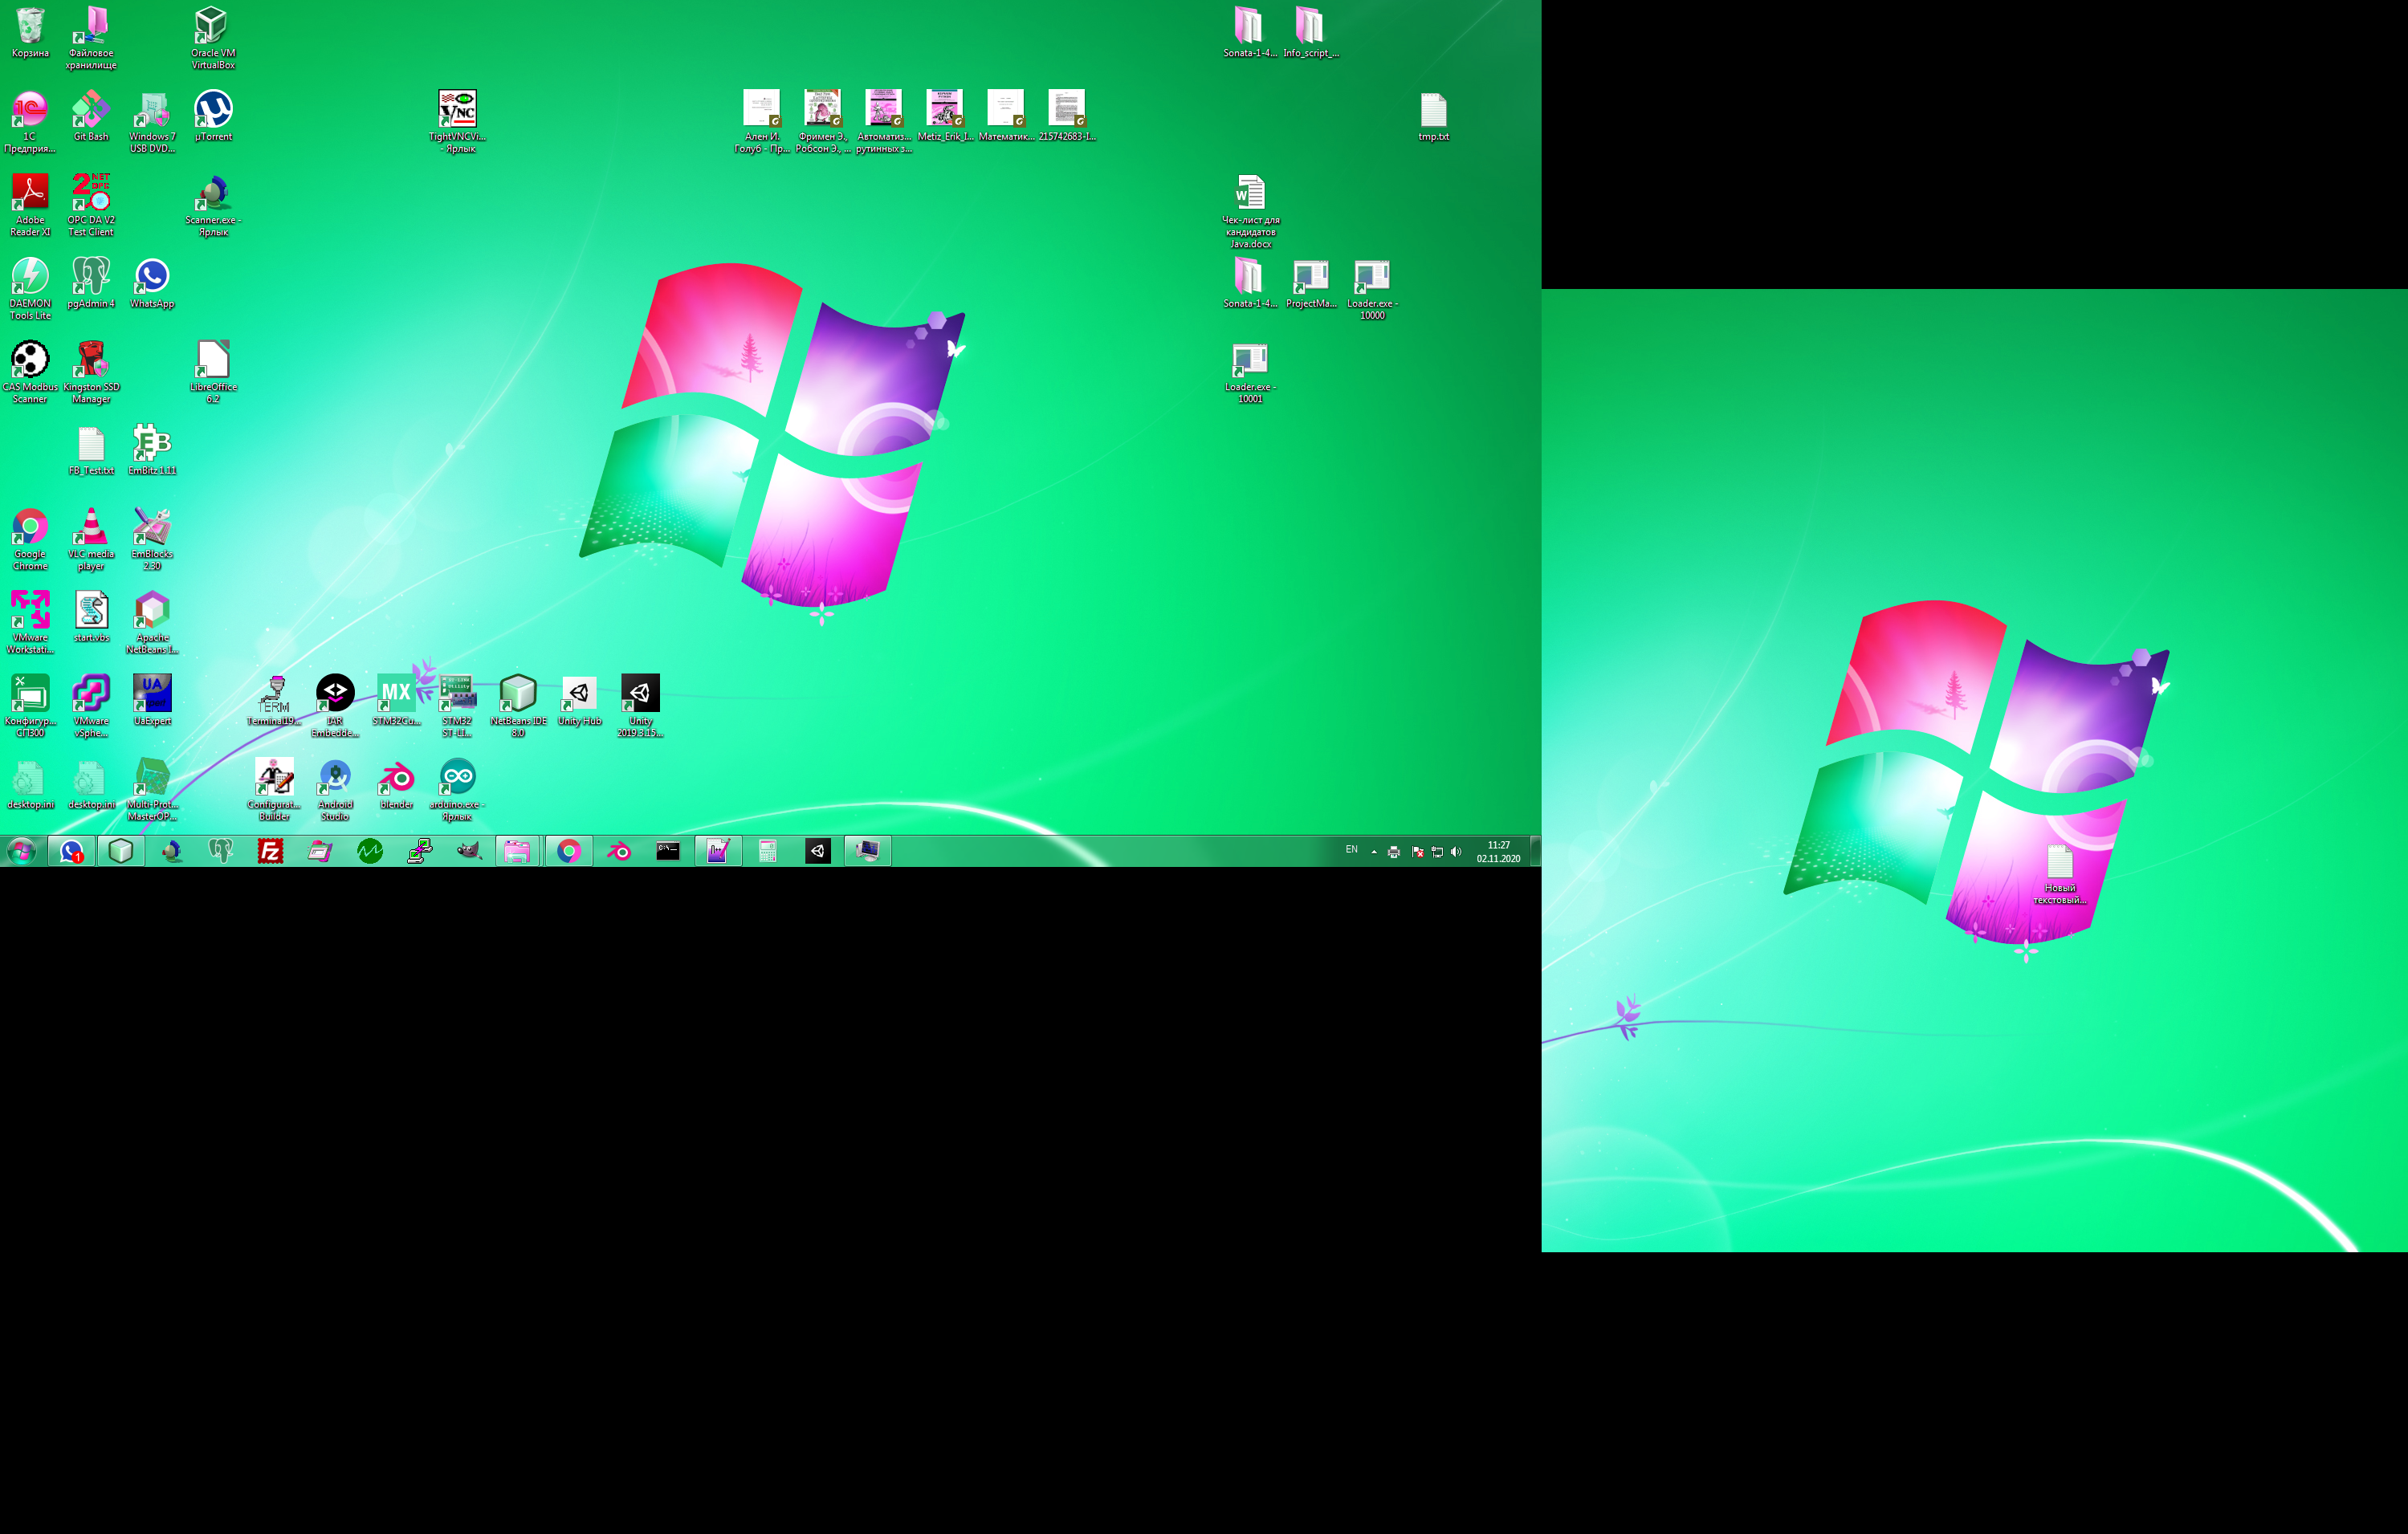 Корзина
Файловое
хранилище
Oracle VM
VirtualBox
Sonata-1-4...
Info_script_...
1С
Предприя...
Git Bash
Windows 7
USB DVD...
µTorrent
TightVNCVi...
- Ярлык
Ален И.
Голуб - Пр...
Фримен Э.,
Робсон Э., ...
Автоматиз...
рутинных з...
Metiz_Erik_I...
Математик...
215742683-I...
tmp.txt
Adobe
Reader XI
OPC DA V2
Test Client
Scanner.exe -
Ярлык
Чек-лист для
кандидатов
Java.docx
DAEMON
Tools Lite
pgAdmin 4
WhatsApp
Sonata-1-4...
ProjectMa...
Loader.exe -
10000
CAS Modbus
Scanner
Kingston SSD
Manager
LibreOffice
6.2
Loader.exe -
10001
FB_Test.txt
EmBitz 1.11
Google
Chrome
VLC media
player
EmBlocks
2.30
VMware
Workstati...
start.vbs
Apache
NetBeans I...
Конфигур...
СП300
VMware
vSphe...
UaExpert
TERM
Terminal19...
IAR
Embedde...
MX
STM32Cu...
STM32
ST-LI...
NetBeans IDE
8.0
Unity Hub
Unity
2019.3.15...
desktop.ini
desktop.ini
Multi-Prot...
MasterOP...
Configurat...
Builder
Android
Studio
blender
arduino.exe -
Ярлык
EN
11:27
02.11.2020
Новый
текстовый...